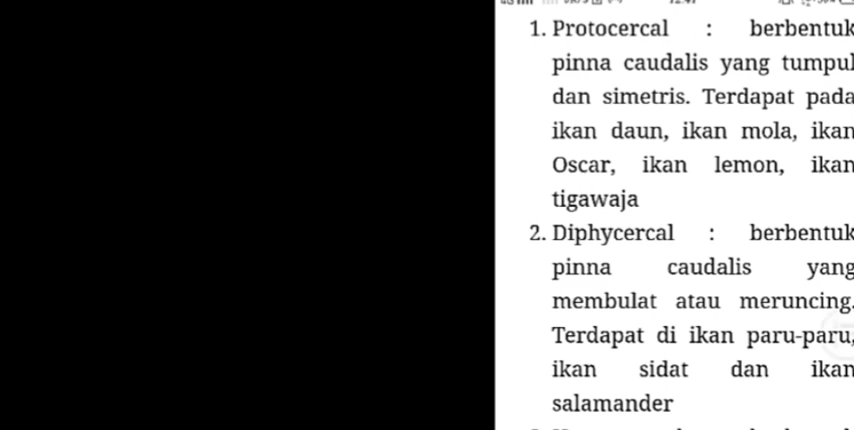 1. Protocercal : berbentuk
pinna caudalis yang tumpul
dan simetris. Terdapat pada
ikan daun, ikan mola, ikan
Oscar, ikan lemon, ikan
tigawaja
2. Diphycercal : berbentuk
pinna caudalis yang
membulat atau meruncing.
Terdapat di ikan paru-paru,
ikan sidat dan ikan
salamander